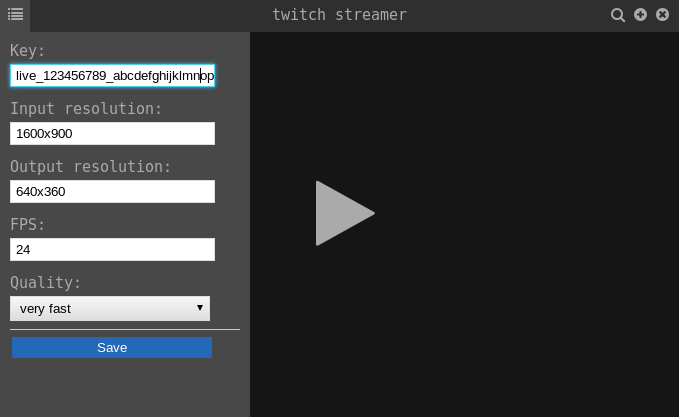 twitch streamer
Key:
live_123456789_abcdefghijklmnop
Input resolution:
1600x900
Output resolution:
640x360
FPS:
24
Quality:
very fast
Save